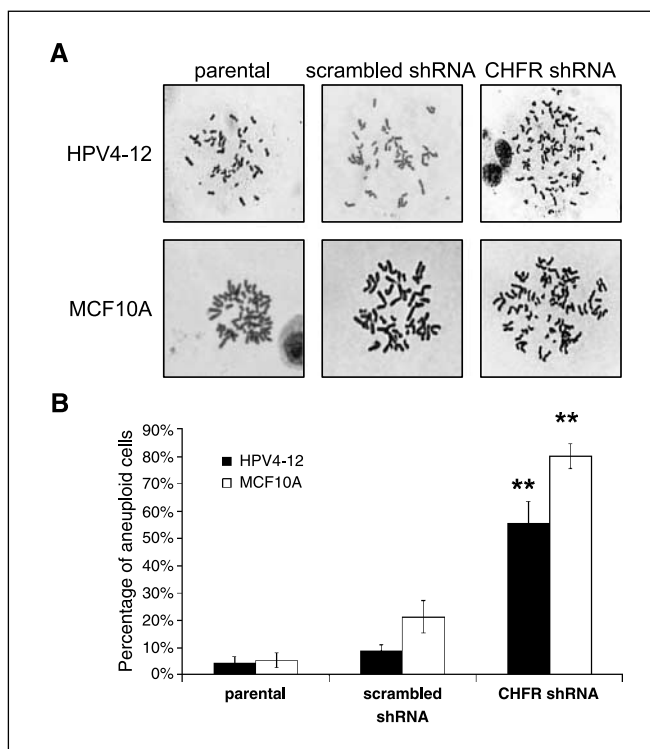 A
parental scrambled shRNA CHFR shRNA
HPV4-12
MCF10A
B
Percentage of aneuploid cells
90%
80%
70%
60%
50%
40%
30%
20%
10%
0%
HPV4-12
MCF10A
**
**
parental scrambled shRNA CHFR shRNA